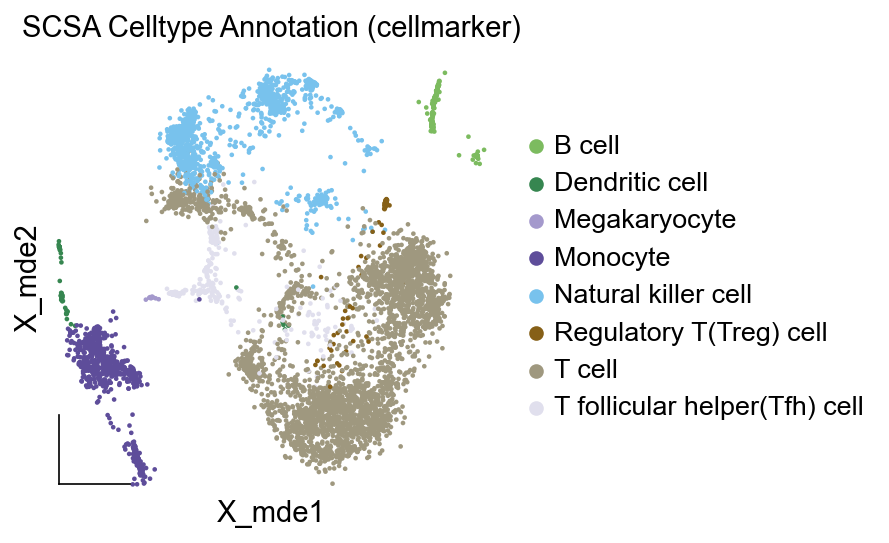 SCSA Celltype Annotation (cellmarker)
X_mde2
X_mde1
B cell
Dendritic cell
Megakaryocyte
Monocyte
Natural killer cell
Regulatory T(Treg) cell
T cell
T follicular helper(Tfh) cell